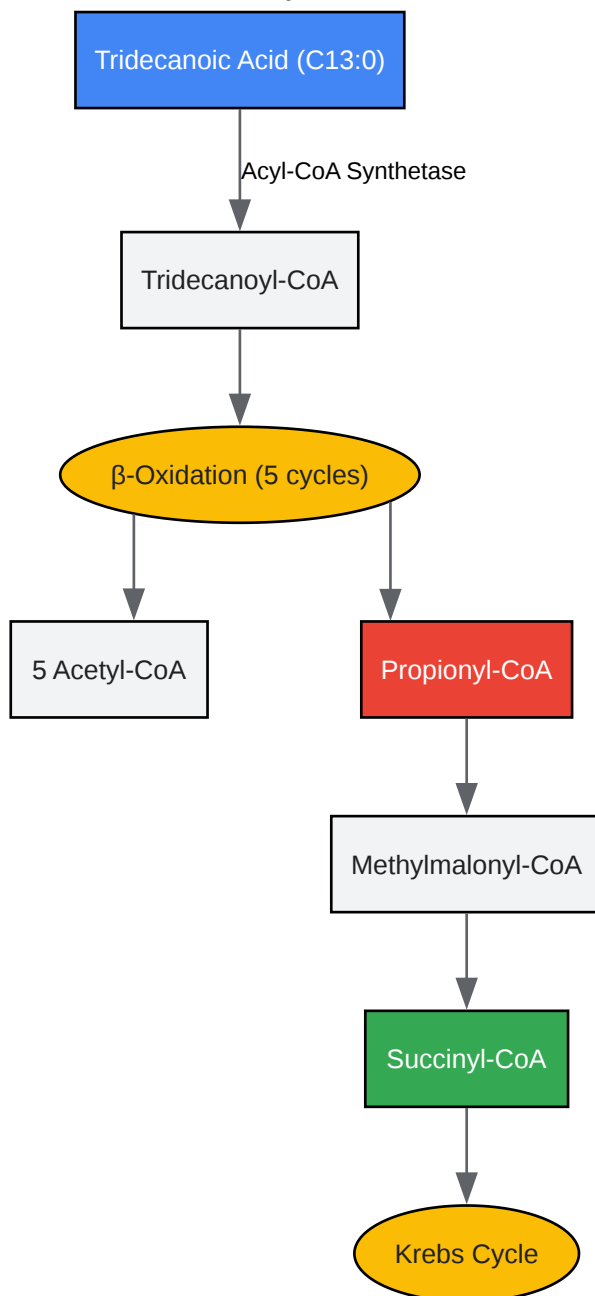 Tridecanoic Acid (C13:0)
Acyl-CoA Synthetase
Tridecanoyl-CoA
β-Oxidation (5 cycles)
5 Acetyl-CoA
Propionyl-CoA
Methylmalonyl-CoA
Succinyl-CoA
Krebs Cycle